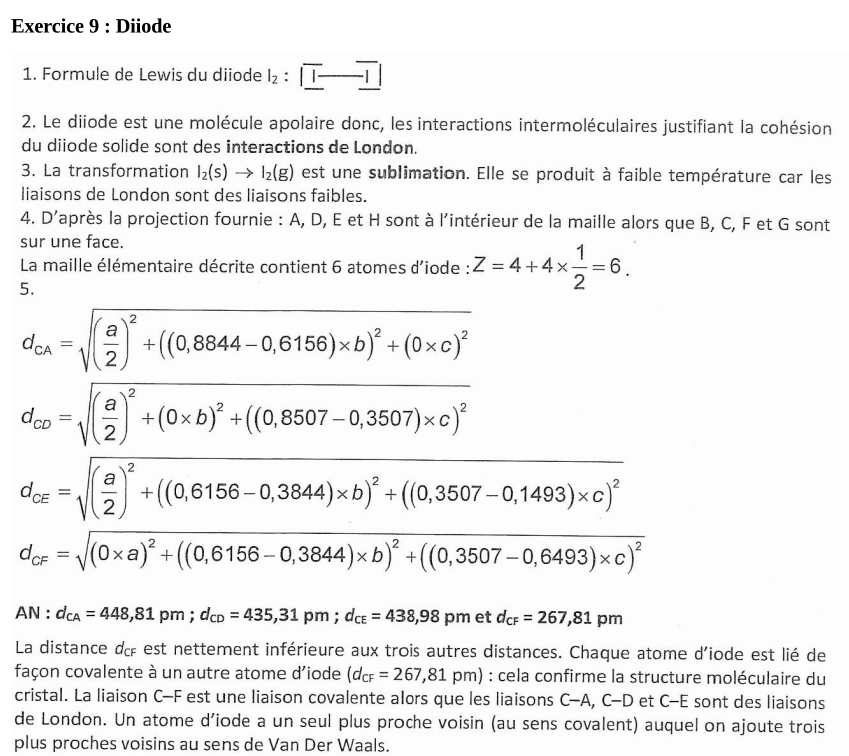 Exercice 9 : Diiode
1. Formule de Lewis du diiode I₂ : |I—I|
2. Le diiode est une molécule apolaire donc, les interactions intermoléculaires justifiant la cohésion
du diiode solide sont des interactions de London.
3. La transformation I₂(s) → I₂(g) est une sublimation. Elle se produit à faible température car les
liaisons de London sont des liaisons faibles.
4. D'après la projection fournie : A, D, E et H sont à l'intérieur de la maille alors que B, C, F et G sont
sur une face.
La maille élémentaire décrite contient 6 atomes d'iode : Z = 4 + 4 × 1/2 = 6 .
5.
d_CA = √((a/2)² + ((0,8844 – 0,6156) × b)² + (0 × c)²)
d_CD = √((a/2)² + (0 × b)² + ((0,8507 – 0,3507) × c)²)
d_CE = √((a/2)² + ((0,6156 – 0,3844) × b)² + ((0,3507 – 0,1493) × c)²)
d_CF = √((0 × a)² + ((0,6156 – 0,3844) × b)² + ((0,3507 – 0,6493) × c)²)
AN : d_CA = 448,81 pm ; d_CD = 435,31 pm ; d_CE = 438,98 pm et d_CF = 267,81 pm
La distance d_CF est nettement inférieure aux trois autres distances. Chaque atome d'iode est lié de
façon covalente à un autre atome d'iode (d_CF = 267,81 pm) : cela confirme la structure moléculaire du
cristal. La liaison C–F est une liaison covalente alors que les liaisons C–A, C–D et C–E sont des liaisons
de London. Un atome d'iode a un seul plus proche voisin (au sens covalent) auquel on ajoute trois
plus proches voisins au sens de Van Der Waals.